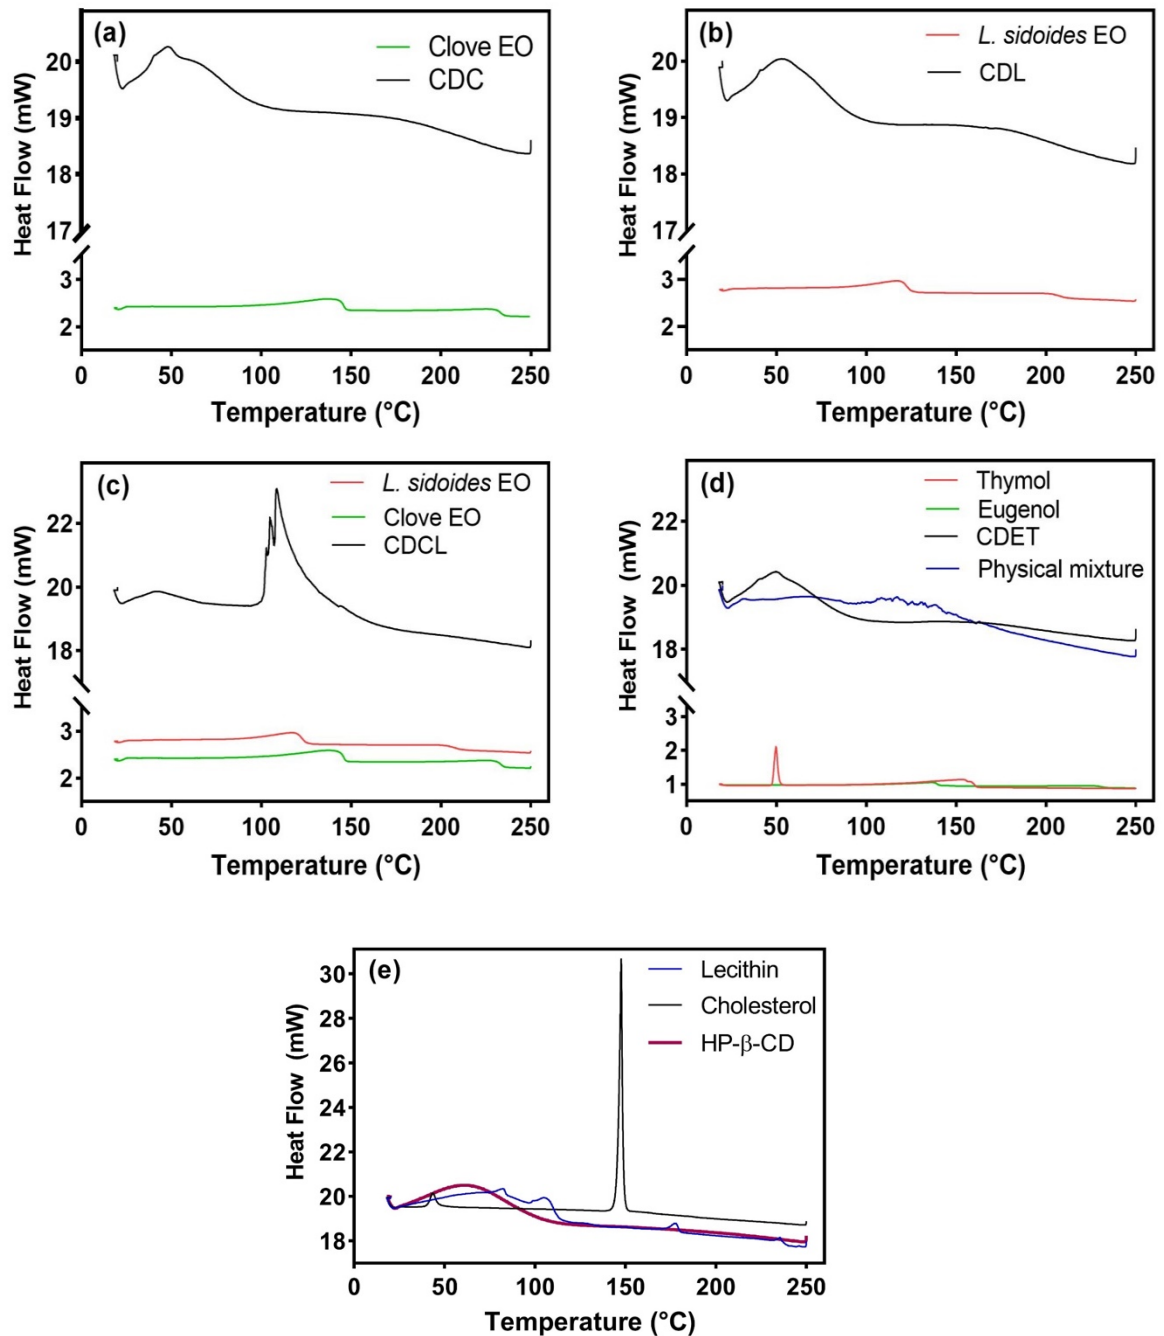 (a)
Clove EO
CDC
Heat Flow (mW)
20
19
18
17
3
2
0 50 100 150 200 250
Temperature (°C)
(b)
L. sidoides EO
CDL
Heat Flow (mW)
20
19
18
17
3
2
0 50 100 150 200 250
Temperature (°C)
(c)
L. sidoides EO
Clove EO
CDCL
Heat Flow (mW)
22
20
18
3
2
0 50 100 150 200 250
Temperature (°C)
(d)
Thymol
Eugenol
CDET
Physical mixture
Heat Flow (mW)
22
20
18
3
2
1
0 50 100 150 200 250
Temperature (°C)
(e)
Lecithin
Cholesterol
HP-β-CD
Heat Flow (mW)
30
28
26
24
22
20
18
0 50 100 150 200 250
Temperature (°C)